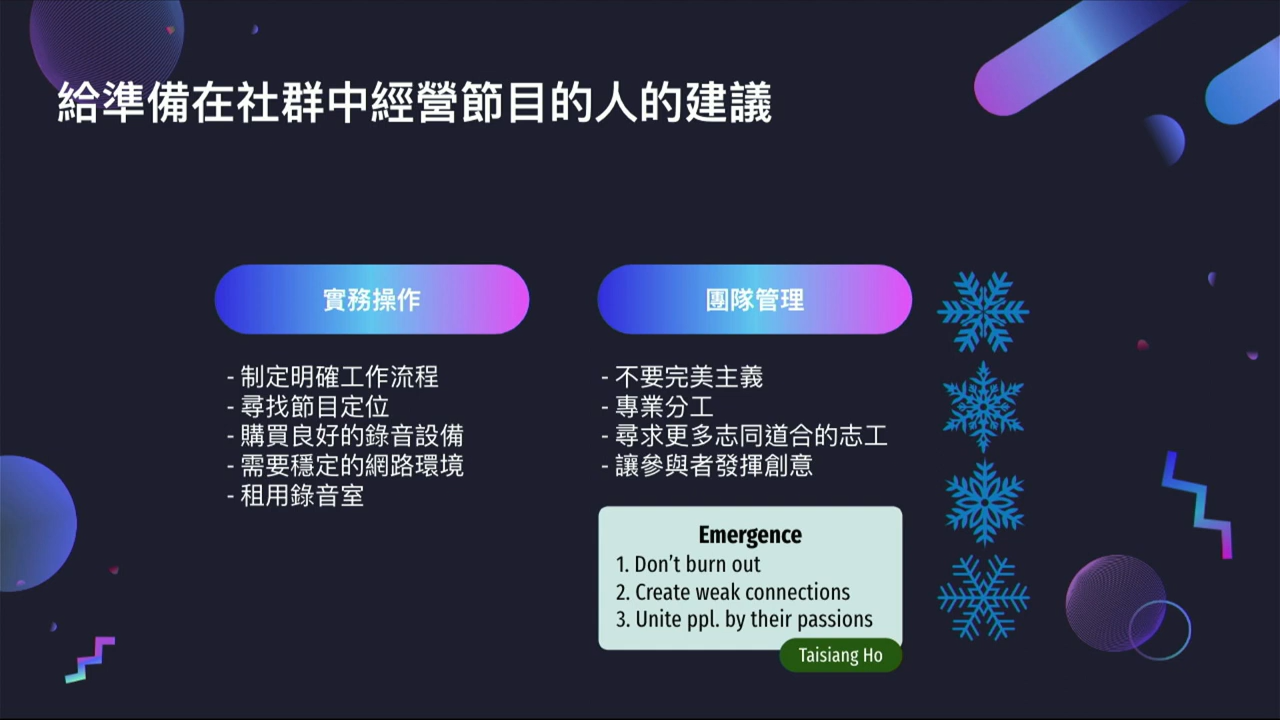 給準備在社群中經營節目的人的建議
實務操作
- 制定明確工作流程
- 尋找節目定位
- 購買良好的錄音設備
- 需要穩定的網路環境
- 租用錄音室
團隊管理
- 不要完美主義
- 專業分工
- 尋求更多志同道合的志工
- 讓參與者發揮創意
Emergence
1. Don’t burn out
2. Create weak connections
3. Unite ppl. by their passions
Taisiang Ho